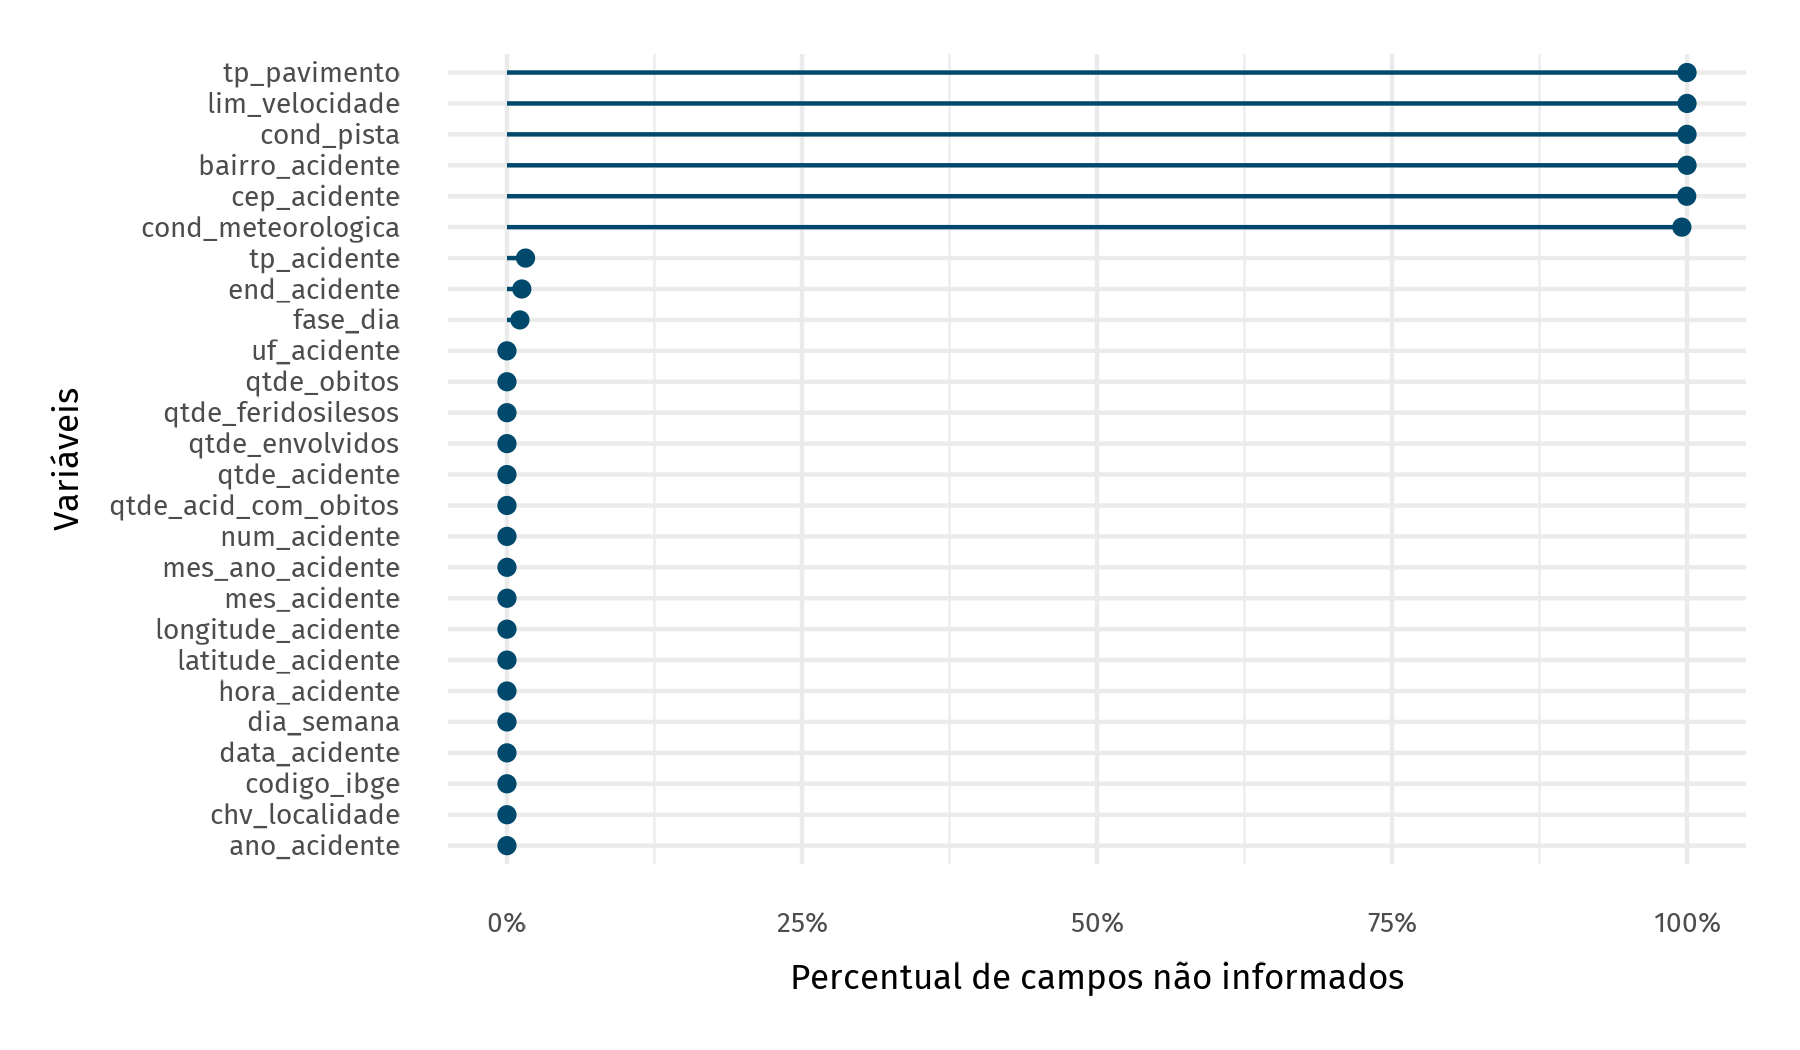 tp_pavimento
lim_velocidade
cond_pista
bairro_acidente
cep_acidente
cond_meteorologica
tp_acidente
end_acidente
fase_dia
uf_acidente
qtde_obitos
qtde_feridosilesos
qtde_envolvidos
qtde_acidente
qtde_acid_com_obitos
num_acidente
mes_ano_acidente
mes_acidente
longitude_acidente
latitude_acidente
hora_acidente
dia_semana
data_acidente
codigo_ibge
chv_localidade
ano_acidente
Variáveis
0% 25% 50% 75% 100%
Percentual de campos não informados